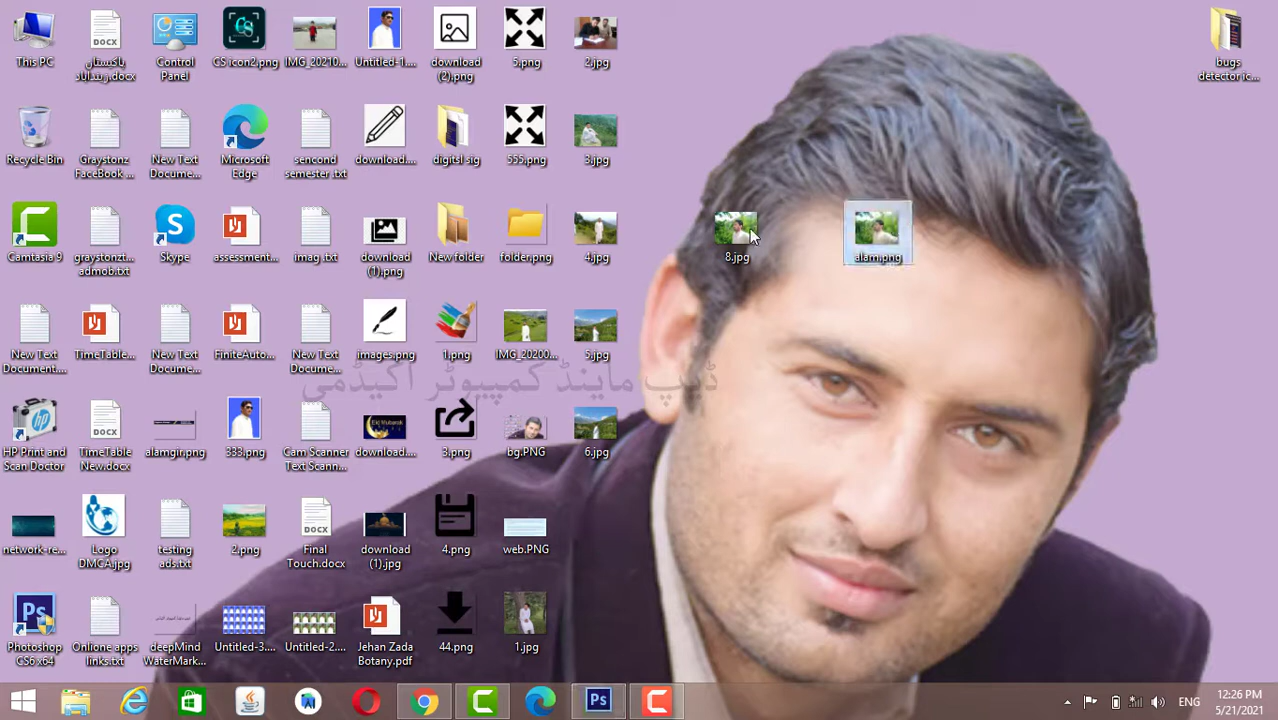 This PC
پاکستان
زندہ باد.docx
Control
Panel
CS icon2.png
IMG_20210...
Untitled-1....
download
(2).png
5.png
2.jpg
bugs
detector ic...
Recycle Bin
Graystonz
FaceBook ...
New Text
Docume...
Microsoft
Edge
sencond
semester .txt
download....
digitsl sig
555.png
3.jpg
Camtasia 9
graystonzt...
admob.txt
Skype
assessment...
imag .txt
download
(1).png
New folder
folder.png
4.jpg
8.jpg
alam.png
New Text
Document....
TimeTable...
New Text
Docume...
FiniteAuto...
New Text
Docume...
images.png
1.png
IMG_20200...
5.jpg
ڈیپ مائنڈ کمپیوٹر اکیڈمی
HP Print and
Scan Doctor
TimeTable
New.docx
alamgir.png
333.png
Cam Scanner
Text Scann...
Eid Mubarak
download....
3.png
bg.PNG
6.jpg
network-re...
Logo
DMCA.jpg
testing
ads.txt
2.png
Final
Touch.docx
download
(1).jpg
4.png
web.PNG
Photoshop
CS6 x64
Onlione apps
links.txt
deepMind
WaterMark...
Untitled-3....
Untitled-2....
Jehan Zada
Botany.pdf
44.png
1.jpg
ENG
12:26 PM
5/21/2021